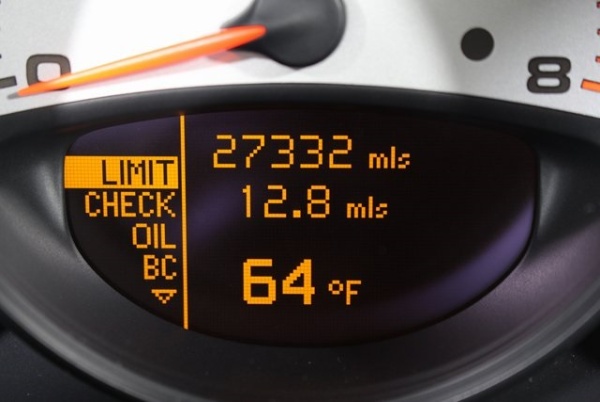 0
8
27332 mls
LIMIT
12.8 mls
CHECK
OIL
BC
64 °F